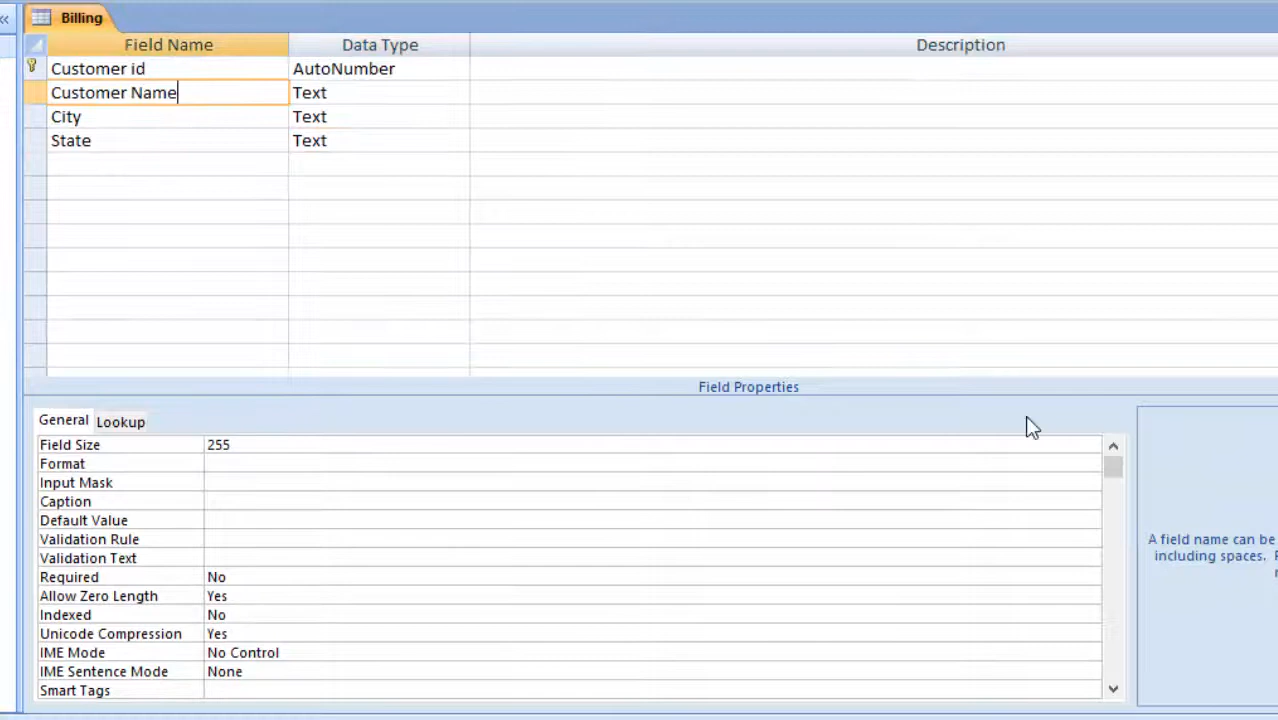 Billing
Field Name Data Type Description
Customer id AutoNumber
Customer Name Text
City Text
State Text
Field Properties
General Lookup
Field Size 255
Format
Input Mask
Caption
Default Value
Validation Rule
Validation Text
Required No
Allow Zero Length Yes
Indexed No
Unicode Compression Yes
IME Mode No Control
IME Sentence Mode None
Smart Tags
A field name can be
including spaces.